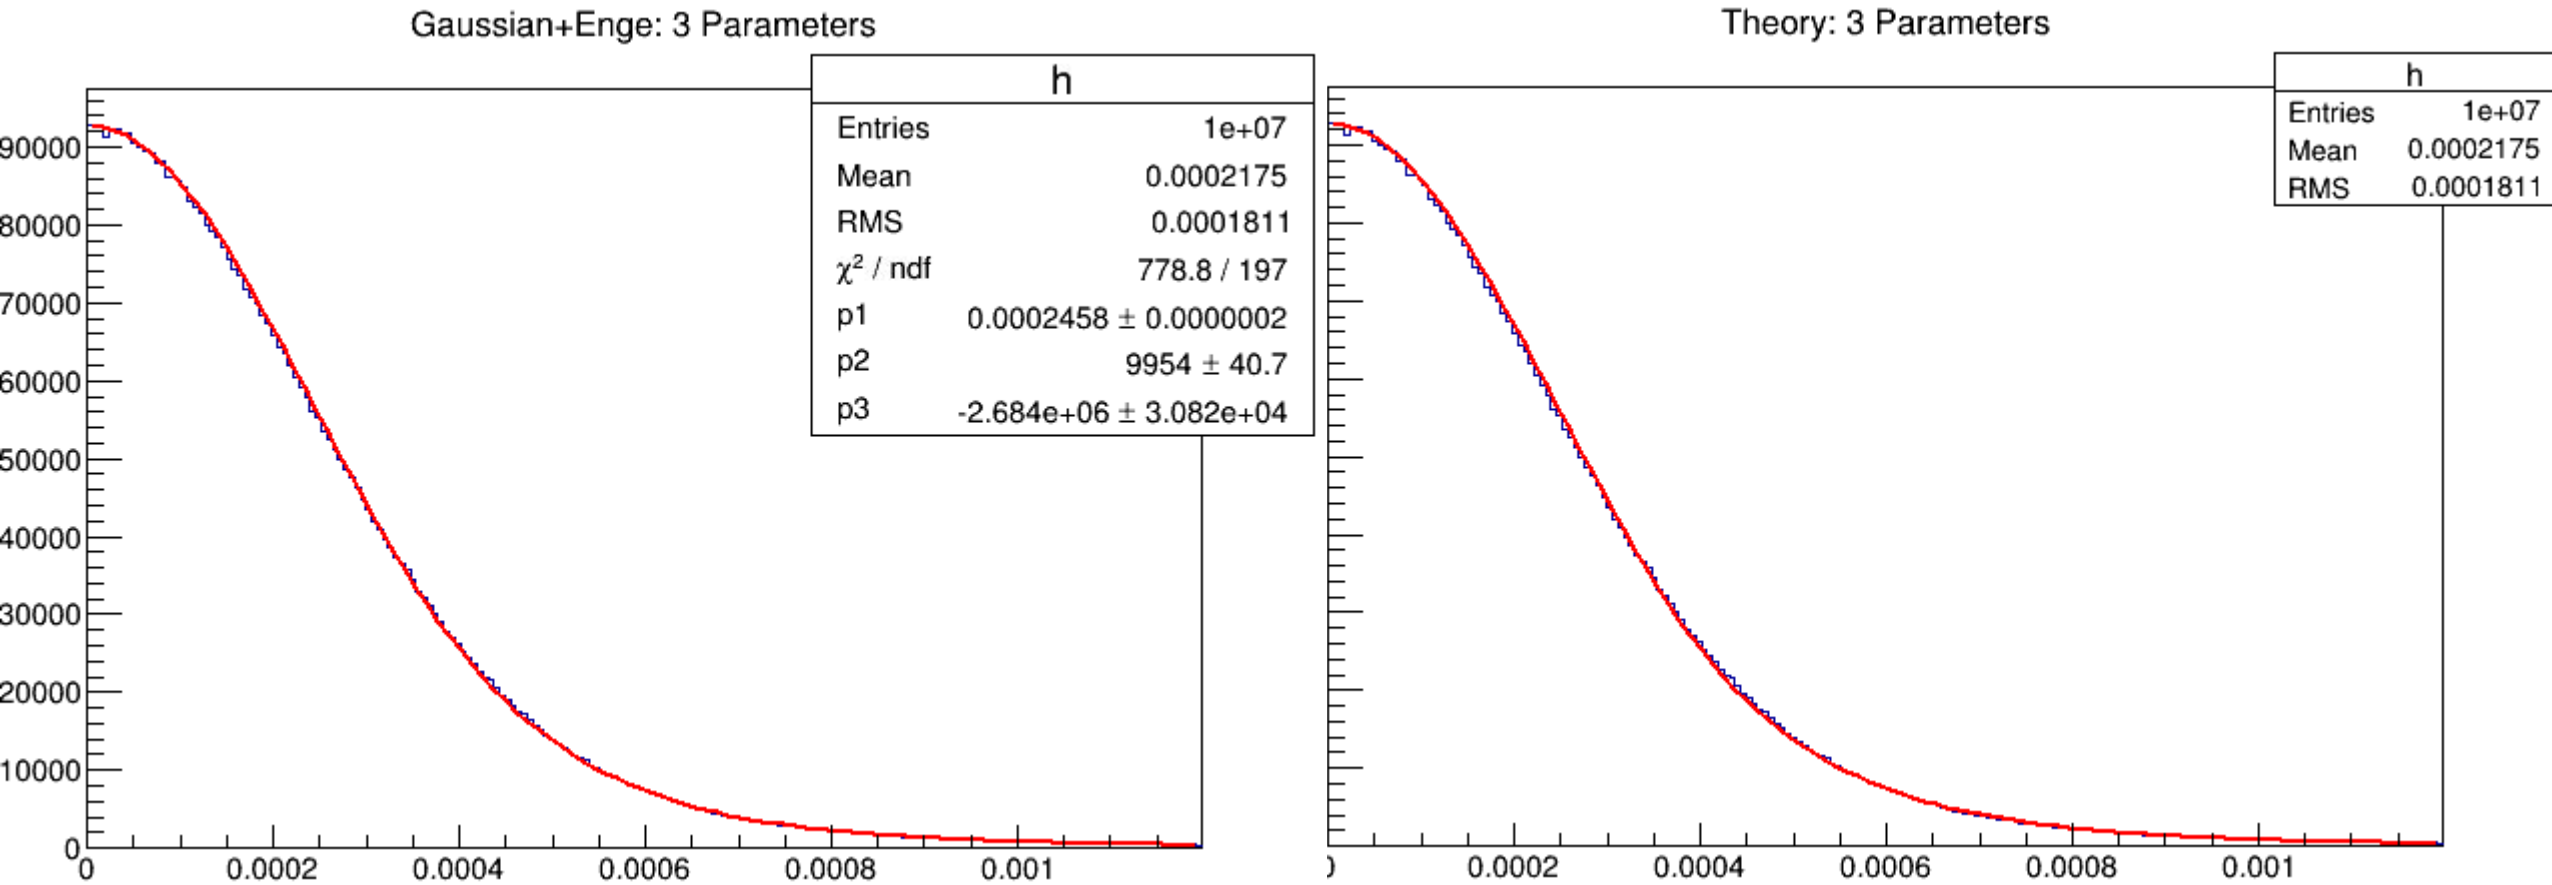 Gaussian+Enge: 3 Parameters
h
Entries 1e+07
Mean 0.0002175
RMS 0.0001811
χ² / ndf 778.8 / 197
p1 0.0002458 ± 0.0000002
p2 9954 ± 40.7
p3 -2.684e+06 ± 3.082e+04
90000
80000
70000
60000
50000
40000
30000
20000
10000
0
0 0.0002 0.0004 0.0006 0.0008 0.001
Theory: 3 Parameters
h
Entries 1e+07
Mean 0.0002175
RMS 0.0001811
0 0.0002 0.0004 0.0006 0.0008 0.001